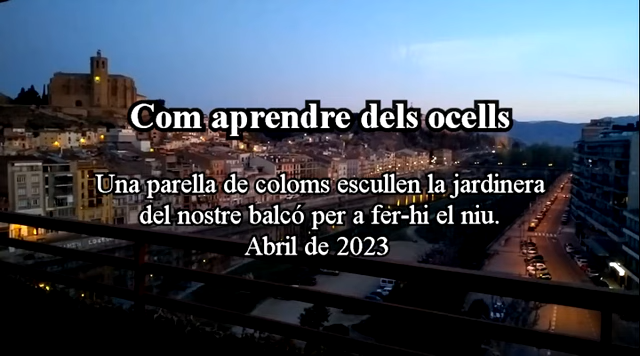 Com aprendre dels ocells
Una parella de coloms escullen la jardinera
del nostre balcó per a fer-hi el niu.
Abril de 2023